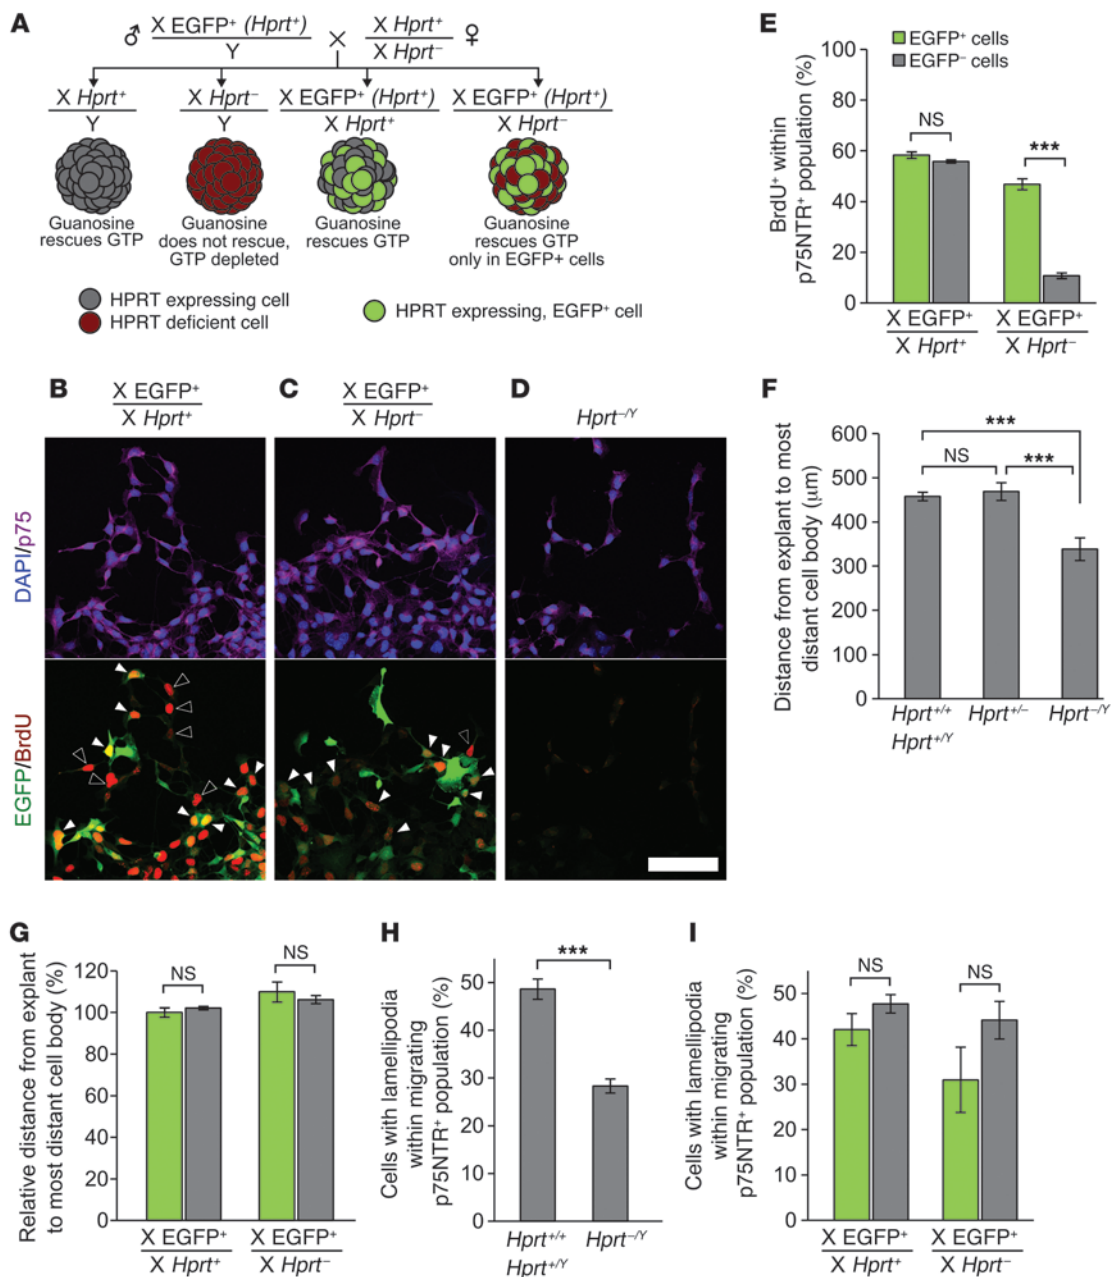 A
♂ X EGFP⁺ (Hprt⁺) / Y × X Hprt⁺ / X Hprt⁻ ♀
X Hprt⁺ / Y
X Hprt⁻ / Y
X EGFP⁺ (Hprt⁺) / X Hprt⁺
X EGFP⁺ (Hprt⁺) / X Hprt⁻
Guanosine
rescues GTP
Guanosine
does not rescue,
GTP depleted
Guanosine
rescues GTP
Guanosine
rescues GTP
only in EGFP+ cells
HPRT expressing cell
HPRT deficient cell
HPRT expressing, EGFP⁺ cell
E
EGFP⁺ cells
EGFP⁻ cells
BrdU⁺ within
p75NTR⁺ population (%)
100
80
60
40
20
0
NS
***
X EGFP⁺
X Hprt⁺
X EGFP⁺
X Hprt⁻
B
X EGFP⁺
X Hprt⁺
C
X EGFP⁺
X Hprt⁻
D
Hprt⁻/Y
DAPI/p75
EGFP/BrdU
F
Distance from explant to most
distant cell body (μm)
600
500
400
300
200
100
0
***
NS
***
Hprt⁺/⁺
Hprt⁺/Y
Hprt⁺/⁻
Hprt⁻/Y
G
Relative distance from explant
to most distant cell body (%)
120
100
80
60
40
20
0
NS
NS
X EGFP⁺
X Hprt⁺
X EGFP⁺
X Hprt⁻
H
Cells with lamellipodia
within migrating
p75NTR⁺ population (%)
50
40
30
20
10
0
***
Hprt⁺/⁺
Hprt⁺/Y
Hprt⁻/Y
I
Cells with lamellipodia
within migrating
p75NTR⁺ population (%)
50
40
30
20
10
0
NS
NS
X EGFP⁺
X Hprt⁺
X EGFP⁺
X Hprt⁻